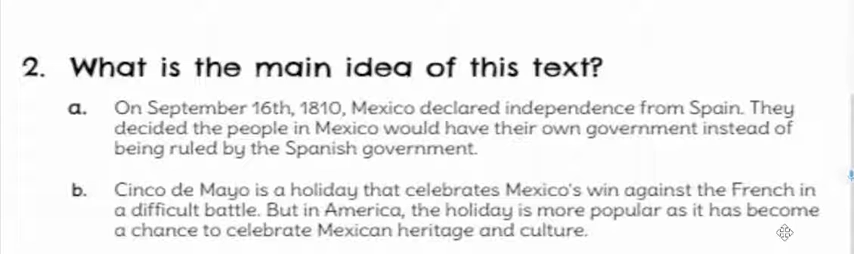 2. What is the main idea of this text?
a. On September 16th, 1810, Mexico declared independence from Spain. They
decided the people in Mexico would have their own government instead of
being ruled by the Spanish government.
b. Cinco de Mayo is a holiday that celebrates Mexico's win against the French in
a difficult battle. But in America, the holiday is more popular as it has become
a chance to celebrate Mexican heritage and culture.